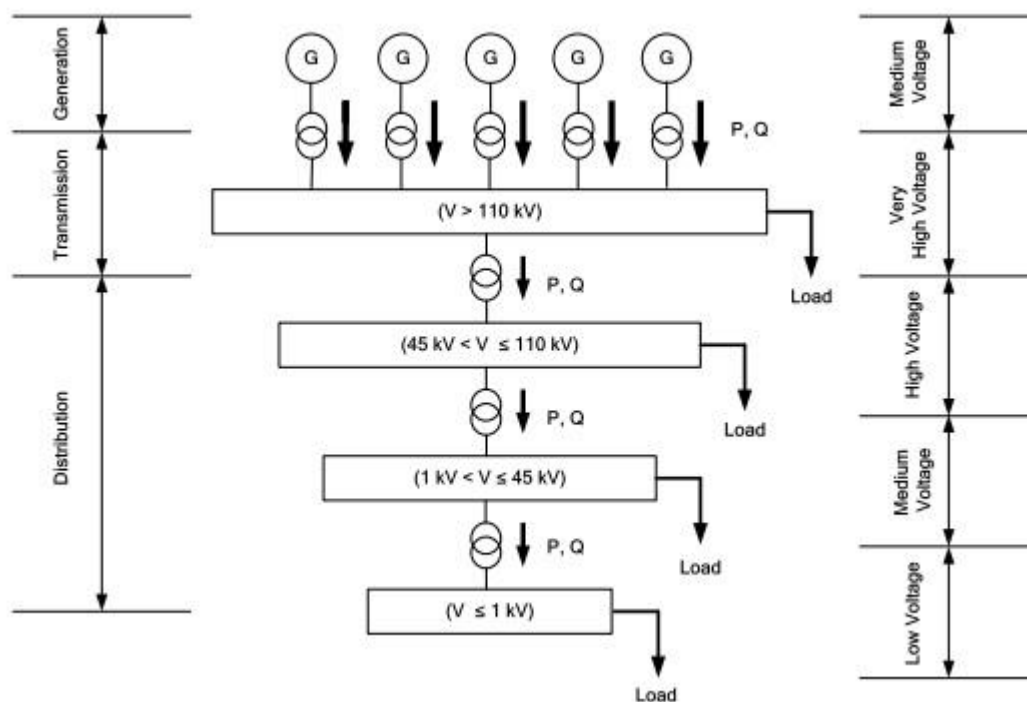 Generation
G
G
G
G
G
Medium
Voltage
P, Q
Transmission
(V > 110 kV)
Very
High Voltage
Load
P, Q
Distribution
(45 kV < V ≤ 110 kV)
High Voltage
Load
P, Q
(1 kV < V ≤ 45 kV)
Medium
Voltage
Load
P, Q
(V ≤ 1 kV)
Low Voltage
Load